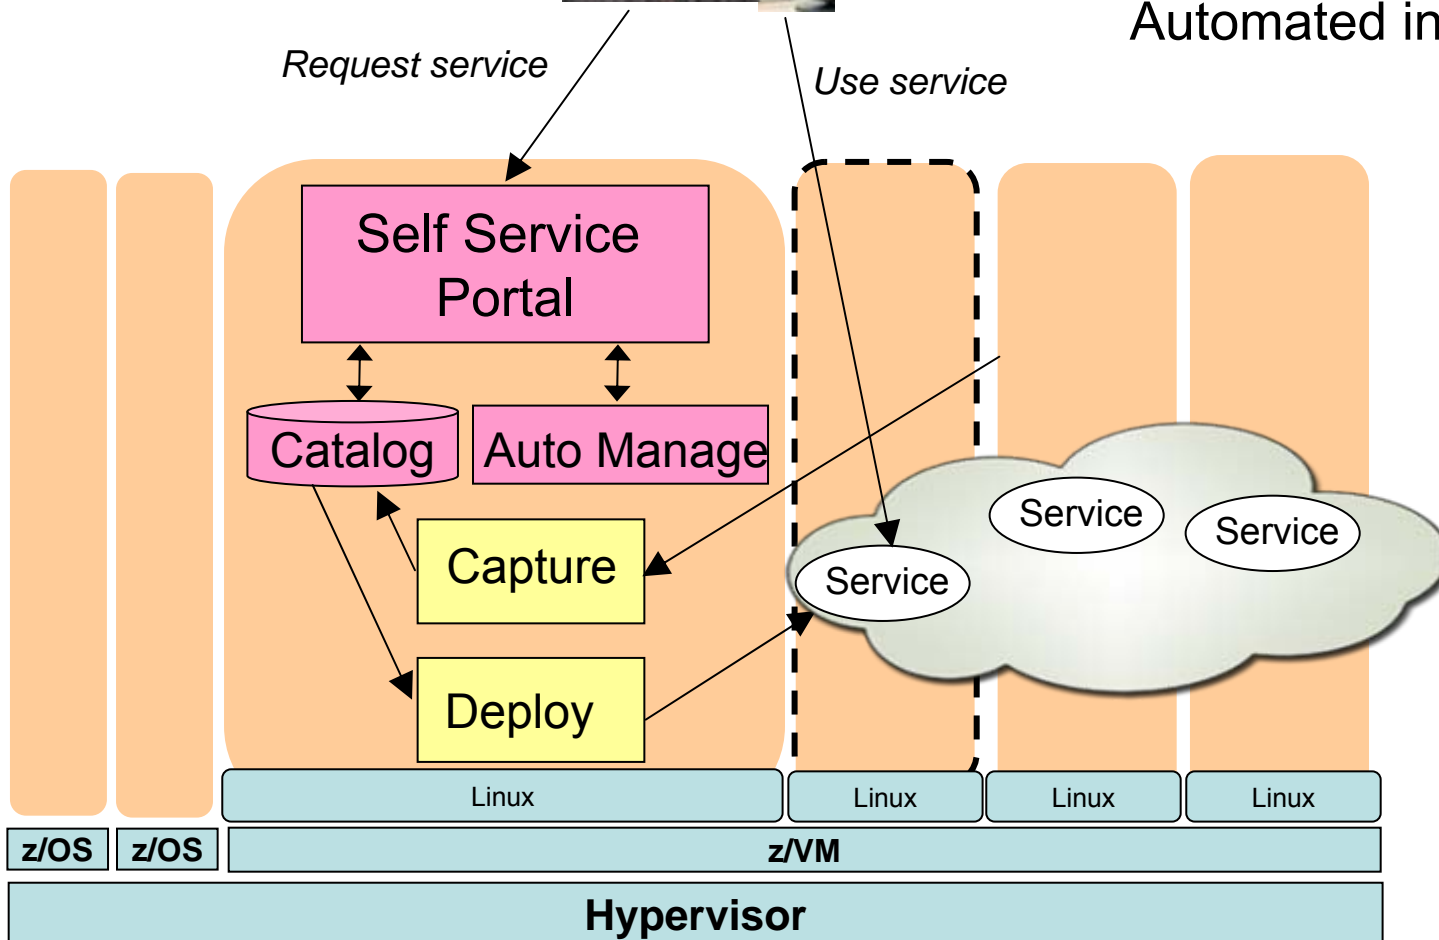 Automated in
Request service
Use service
Self Service
Portal
Catalog
Auto Manage
Service
Service
Capture
Service
Deploy
Linux
Linux
Linux
Linux
z/OS
z/OS
z/VM
Hypervisor